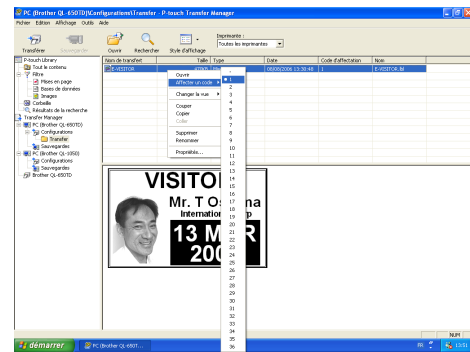 PC (Brother QL-650TD)\Configurations\Transfer - P-touch Transfer Manager
Fichier Edition Affichage Outils Aide
Imprimante :
Toutes les imprimantes
Transférer Sauvegarder Ouvrir Rechercher Style d'affichage
P-touch Library
Tout le contenu
Filtre
Mises en page
Bases de données
Images
Corbeille
Résultats de la recherche
Transfer Manager
PC (Brother QL-650TD)
Configurations
Transfer
Sauvegardes
PC (Brother QL-1050)
Configurations
Sauvegardes
Brother QL-650TD
Nom de transfert Taille Type Date Code d'affectation Nom
E-VISITOR 08/08/2006 13:30:48 1 E-VISITOR.lbl
Ouvrir
Affecter un code
Changer la vue
Couper
Copier
Coller
Supprimer
Renommer
Propriétés...
-
1
2
3
4
5
6
7
8
9
10
11
12
13
14
15
16
17
18
19
20
21
22
23
24
25
26
27
28
29
30
31
32
33
34
35
36
VISITO
Mr. T O ma
Internation p
13 M R
200
NUM
démarrer PC (Brother QL-650T... FR 13:51